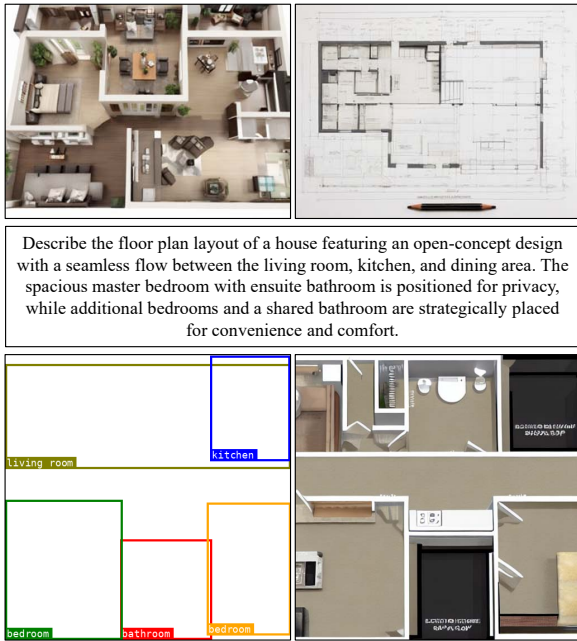 Describe the floor plan layout of a house featuring an open-concept design
with a seamless flow between the living room, kitchen, and dining area. The
spacious master bedroom with ensuite bathroom is positioned for privacy,
while additional bedrooms and a shared bathroom are strategically placed
for convenience and comfort.
living room
kitchen
bedroom
bathroom
bedroom